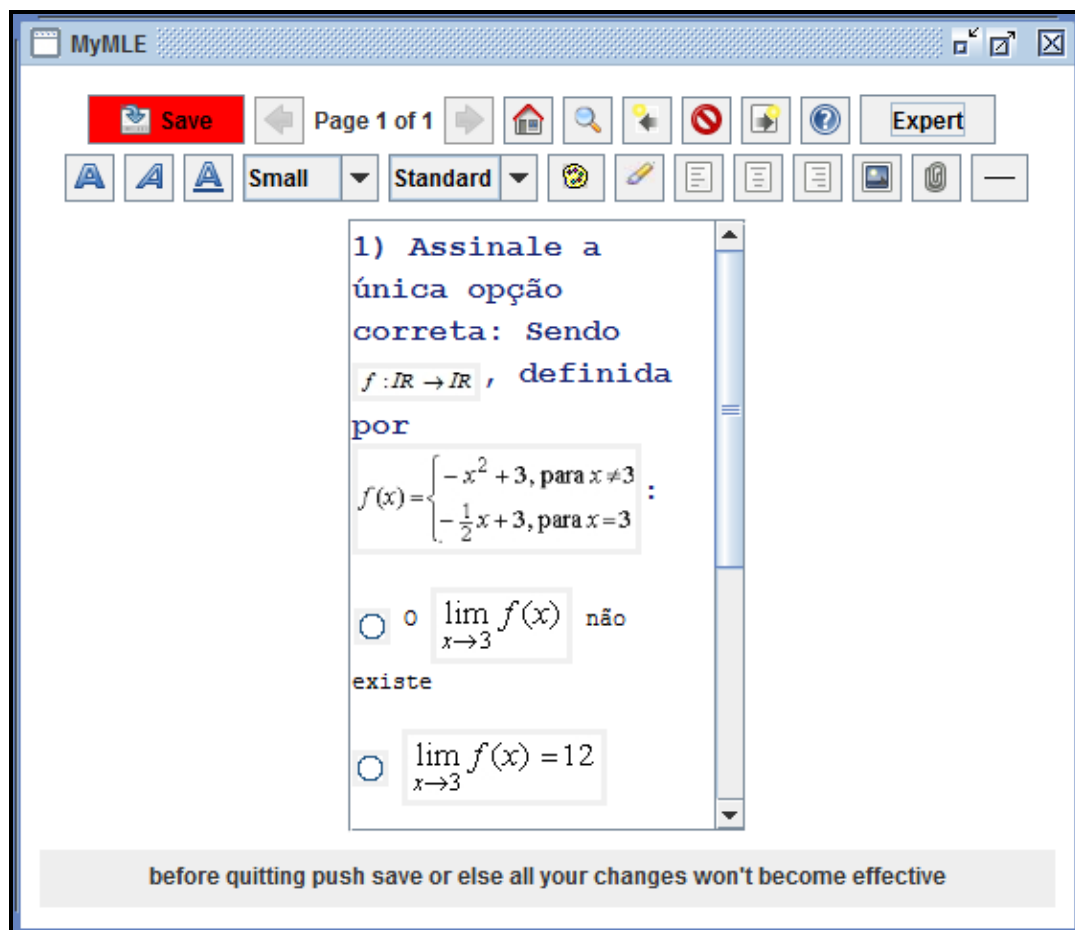 MyMLE
Save Page 1 of 1 Expert
A A A Small Standard
1) Assinale a
única opção
correta: Sendo
f : IR → IR , definida
por
f(x) = { -x² + 3, para x ≠ 3
-1/2 x + 3, para x = 3 :
O lim x→3 f(x) não
existe
lim x→3 f(x) = 12
before quitting push save or else all your changes won't become effective